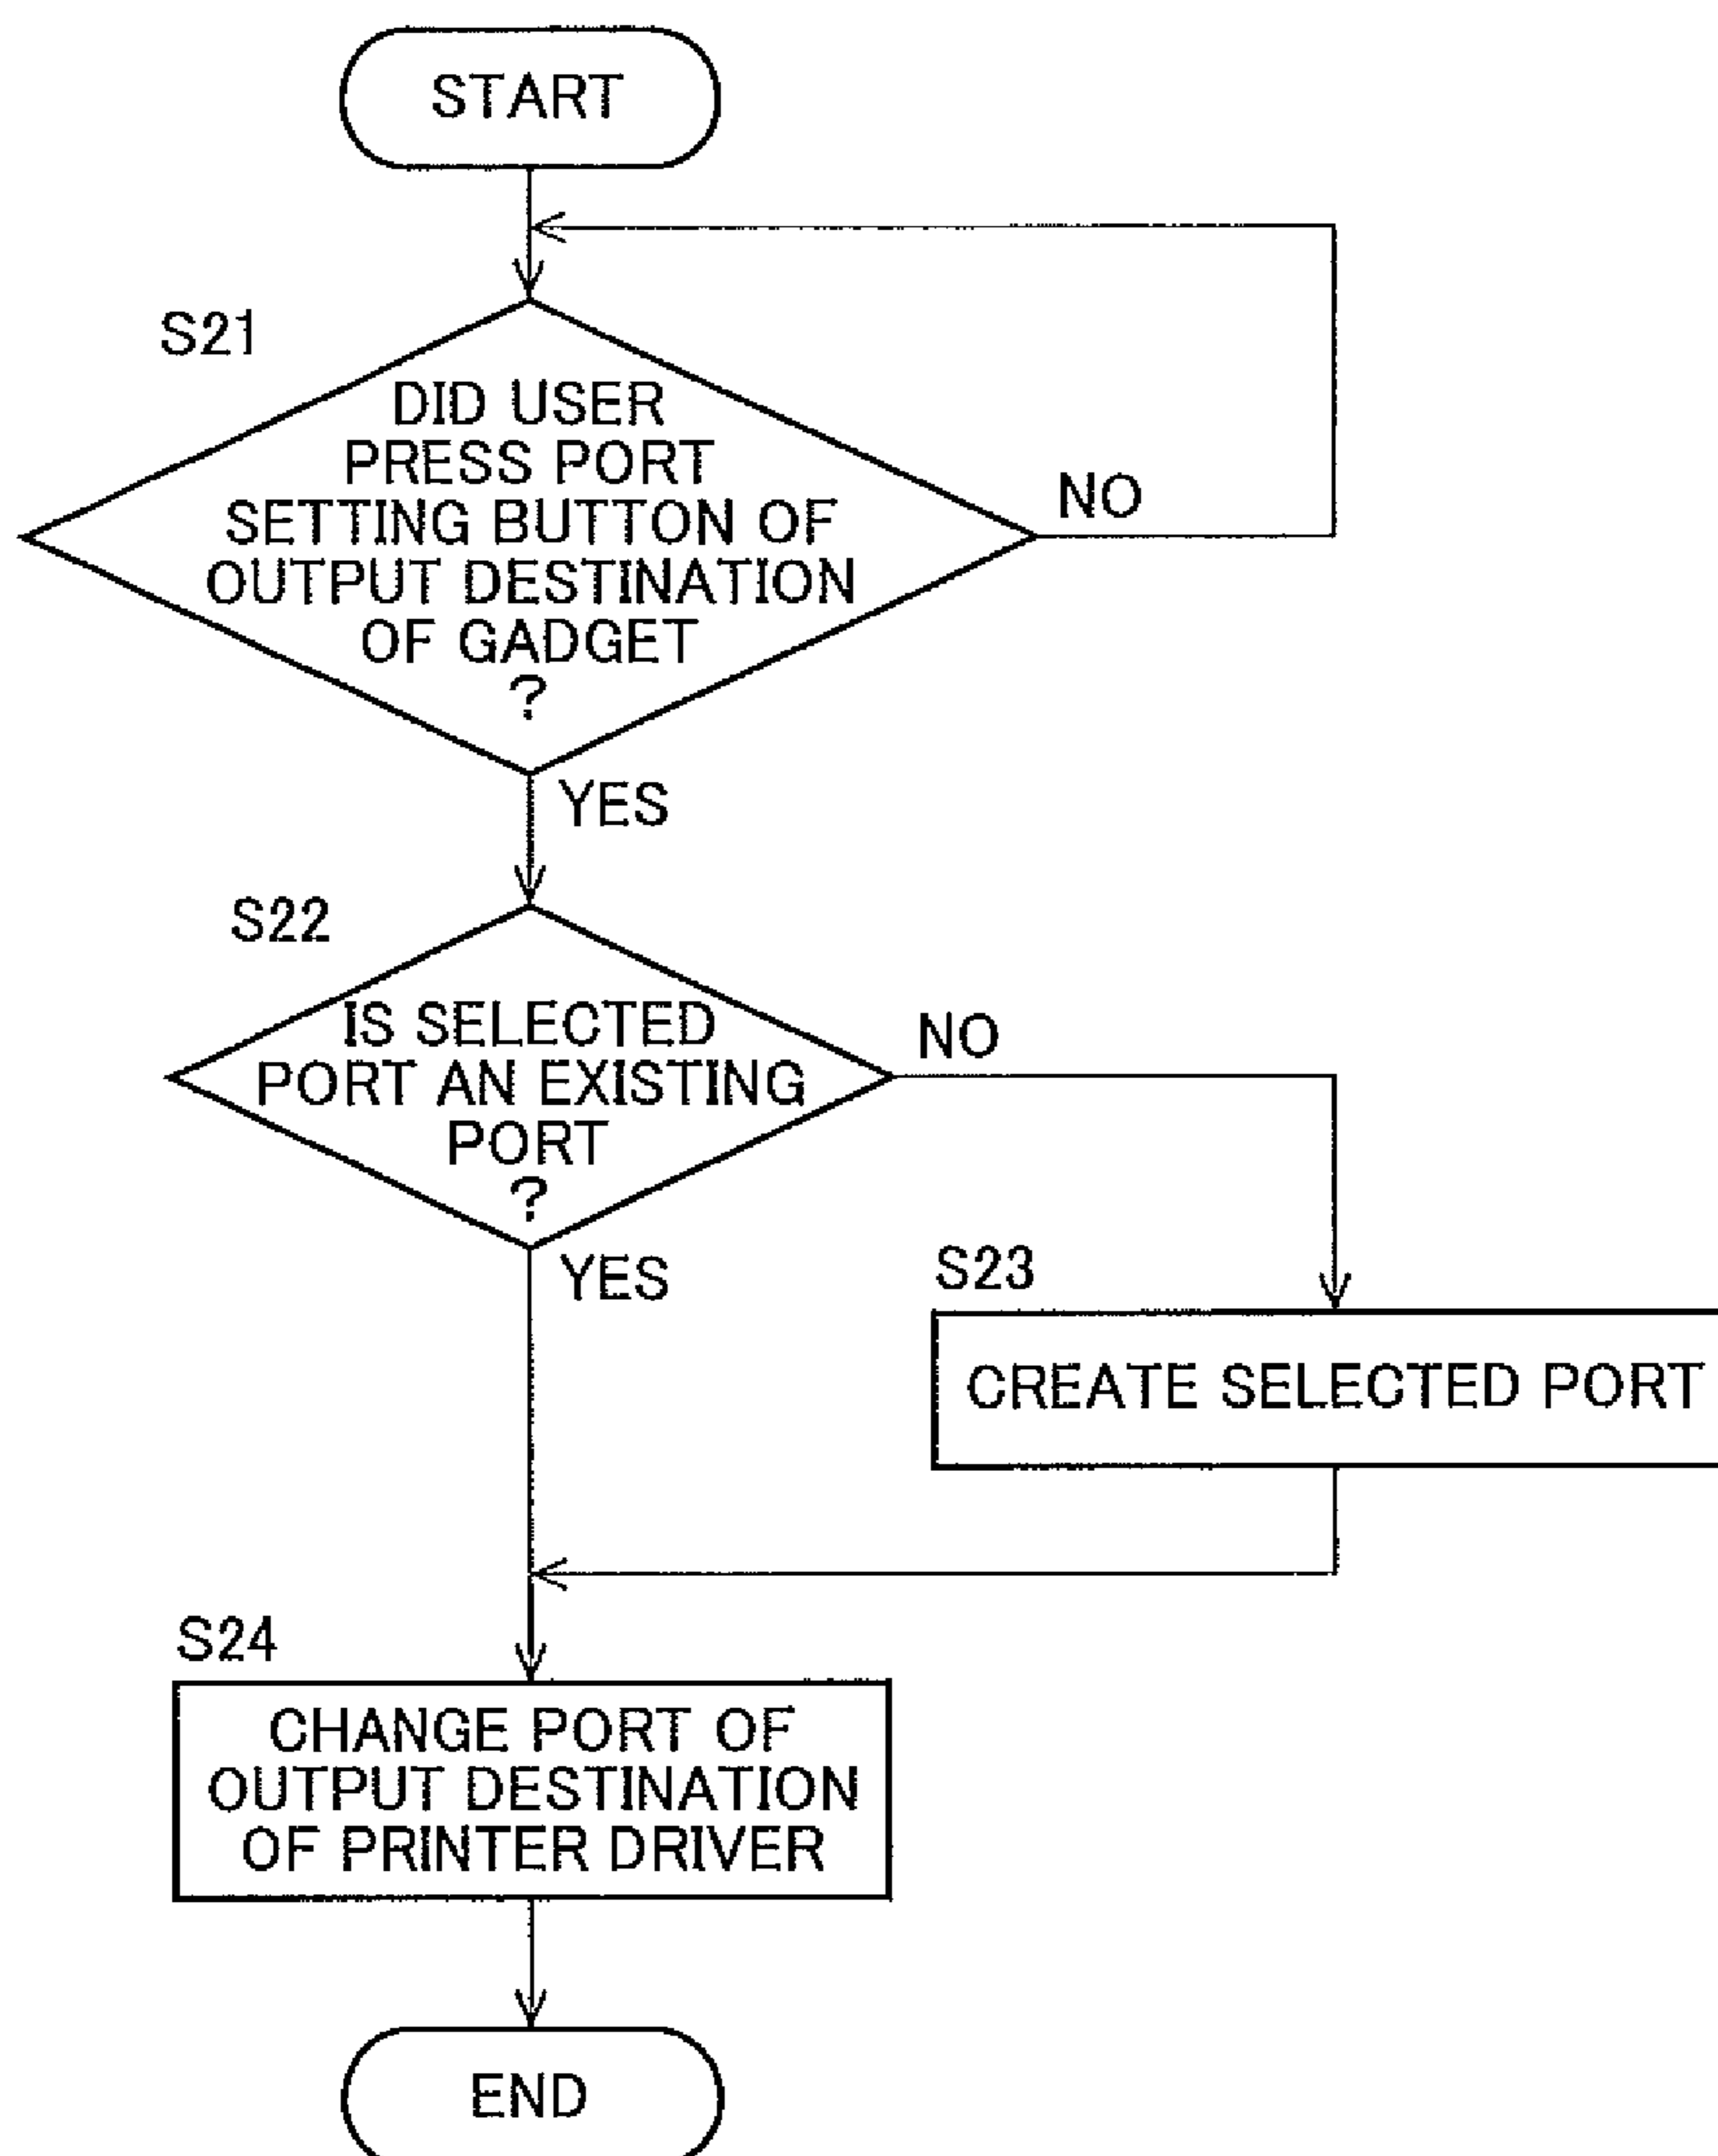 START
S21
DID USER
PRESS PORT
SETTING BUTTON OF
OUTPUT DESTINATION
OF GADGET
?
NO
YES
S22
IS SELECTED
PORT AN EXISTING
PORT
?
NO
YES
S23
CREATE SELECTED PORT
S24
CHANGE PORT OF
OUTPUT DESTINATION
OF PRINTER DRIVER
END